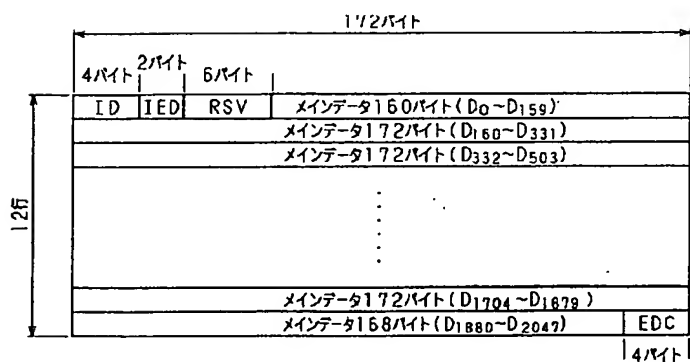 172バイト
4バイト 2バイト 6バイト
ID IED RSV メインデータ160バイト(D0~D159)
メインデータ172バイト(D160~D331)
メインデータ172バイト(D332~D503)
12行
メインデータ172バイト(D1704~D1879)
メインデータ168バイト(D1880~D2047) EDC
4バイト